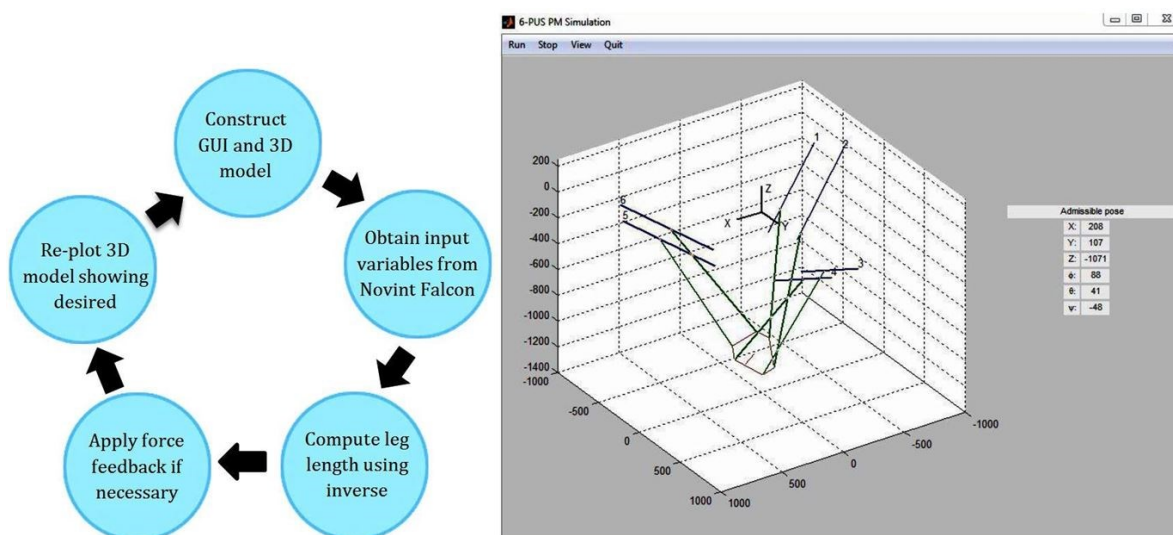 Construct
GUI and 3D
model
Obtain input
variables from
Novint Falcon
Compute leg
length using
inverse
Apply force
feedback if
necessary
Re-plot 3D
model showing
desired
6-PUS PM Simulation
Run Stop View Quit
200
0
-200
-400
-600
-800
-1000
-1200
-1400
-1000
-500
0
500
1000
1000
500
0
-500
-1000
1
2
3
4
5
6
Z
X
Y
Admissible pose
X: 208
Y: 107
Z: -1071
ϕ: 88
θ: 41
ψ: -48